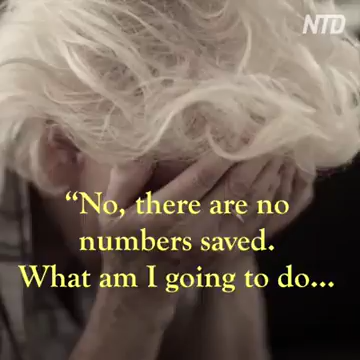 NTD
“No, there are no
numbers saved.
What am I going to do...